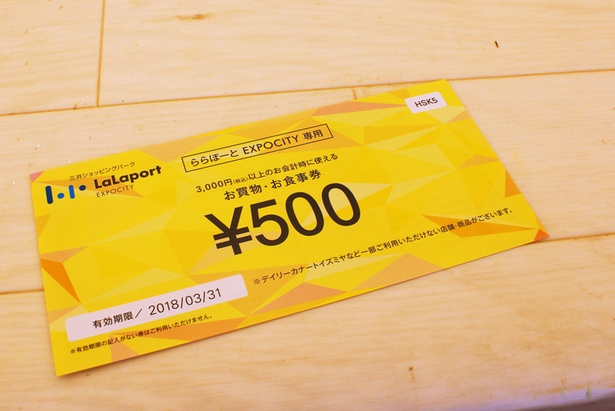 HSK5
三井ショッピングパーク
LaLaport
EXPOCITY
ららぽーと EXPOCITY 専用
3,000円(税込)以上のお会計時に使える
お買物・お食事券
¥500
※デイリーカナートイズミヤなど一部ご利用いただけない店舗・商品がございます。
有効期限/ 2018/03/31
※有効期限の記入がない券はご利用いただけません。